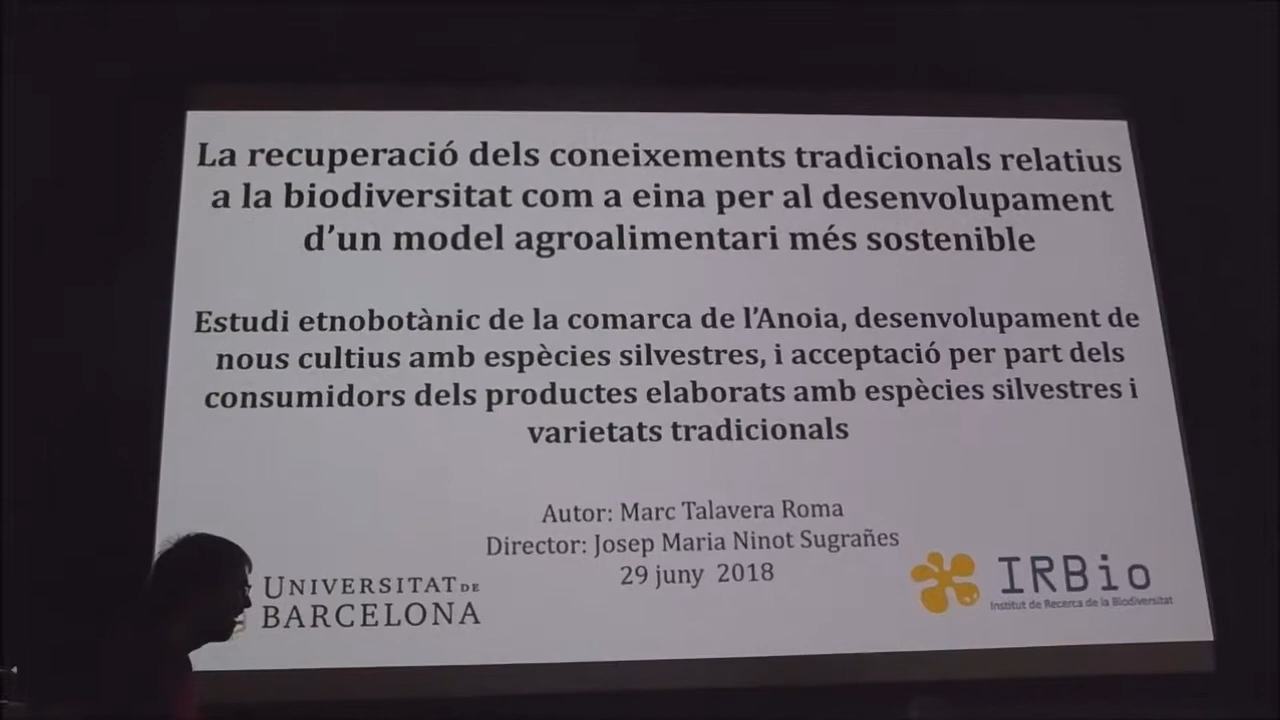 La recuperació dels coneixements tradicionals relatius
a la biodiversitat com a eina per al desenvolupament
d’un model agroalimentari més sostenible
Estudi etnobotànic de la comarca de l’Anoia, desenvolupament de
nous cultius amb espècies silvestres, i acceptació per part dels
consumidors dels productes elaborats amb espècies silvestres i
varietats tradicionals
Autor: Marc Talavera Roma
Director: Josep Maria Ninot Sugrañes
29 juny 2018
UNIVERSITAT DE
BARCELONA
IRBio
Institut de Recerca de la Biodiversitat